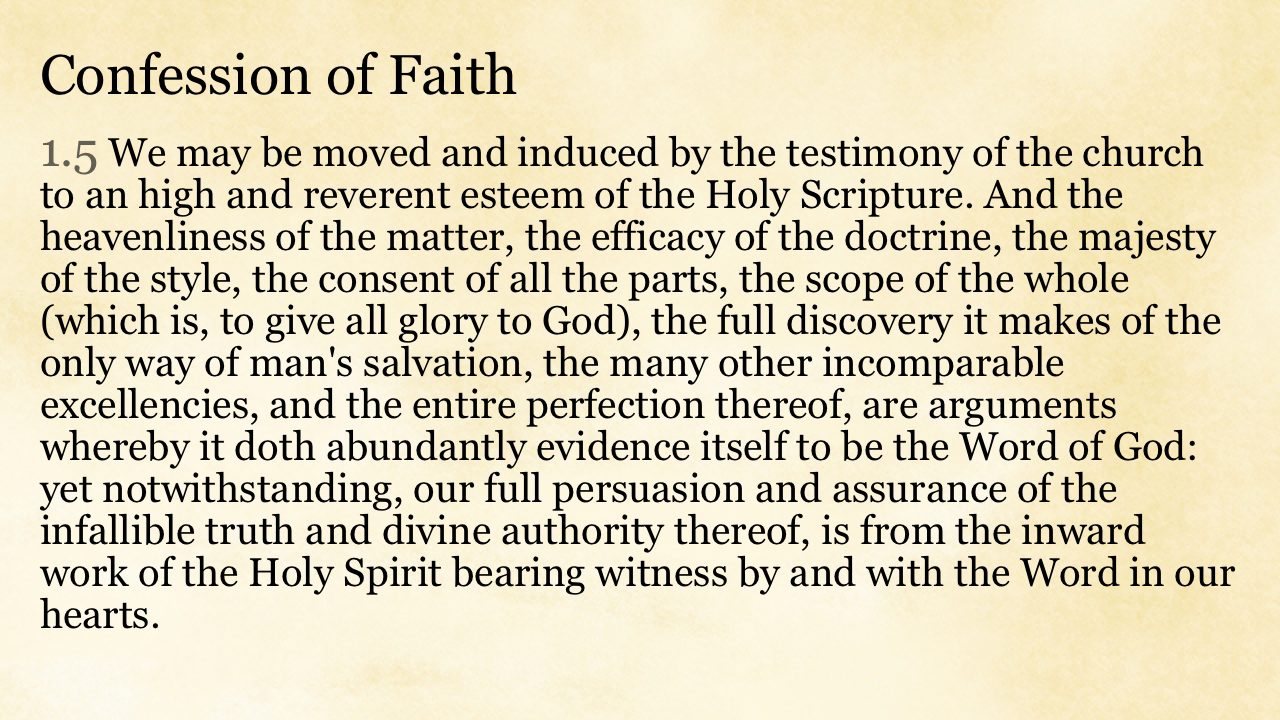 Confession of Faith
1.5 We may be moved and induced by the testimony of the church
to an high and reverent esteem of the Holy Scripture. And the
heavenliness of the matter, the efficacy of the doctrine, the majesty
of the style, the consent of all the parts, the scope of the whole
(which is, to give all glory to God), the full discovery it makes of the
only way of man's salvation, the many other incomparable
excellencies, and the entire perfection thereof, are arguments
whereby it doth abundantly evidence itself to be the Word of God:
yet notwithstanding, our full persuasion and assurance of the
infallible truth and divine authority thereof, is from the inward
work of the Holy Spirit bearing witness by and with the Word in our
hearts.